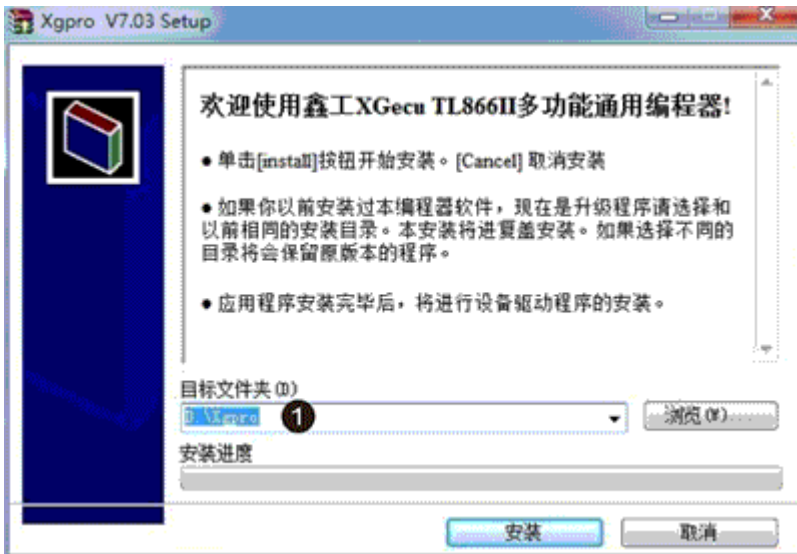 Xgpro V7.03 Setup
欢迎使用鑫工XGecu TL866II多功能通用编程器!
● 单击[install]按钮开始安装。[Cancel] 取消安装
● 如果你以前安装过本编程器软件，现在是升级程序请选择和
以前相同的安装目录。本安装将进复盖安装。如果选择不同的
目录将会保留原版本的程序。
● 应用程序安装完毕后，将进行设备驱动程序的安装。
目标文件夹(D)
D:\Xgpro
1
浏览(W)...
安装进度
安装
取消